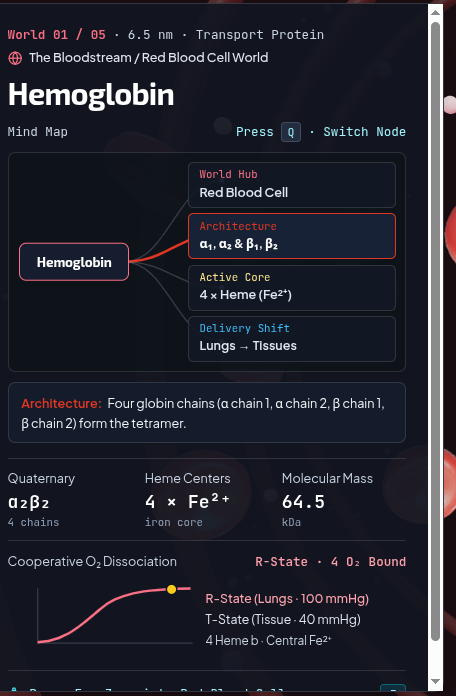 World 01 / 05 · 6.5 nm · Transport Protein
The Bloodstream / Red Blood Cell World
Hemoglobin
Mind Map
Press Q · Switch Node
World Hub
Red Blood Cell
Hemoglobin
Architecture
α₁, α₂ & β₁, β₂
Active Core
4 × Heme (Fe²⁺)
Delivery Shift
Lungs → Tissues
Architecture: Four globin chains (α chain 1, α chain 2, β chain 1,
β chain 2) form the tetramer.
Quaternary
α₂β₂
4 chains
Heme Centers
4 × Fe²⁺
iron core
Molecular Mass
64.5
kDa
Cooperative O₂ Dissociation
R-State · 4 O₂ Bound
R-State (Lungs · 100 mmHg)
T-State (Tissue · 40 mmHg)
4 Heme b · Central Fe²⁺